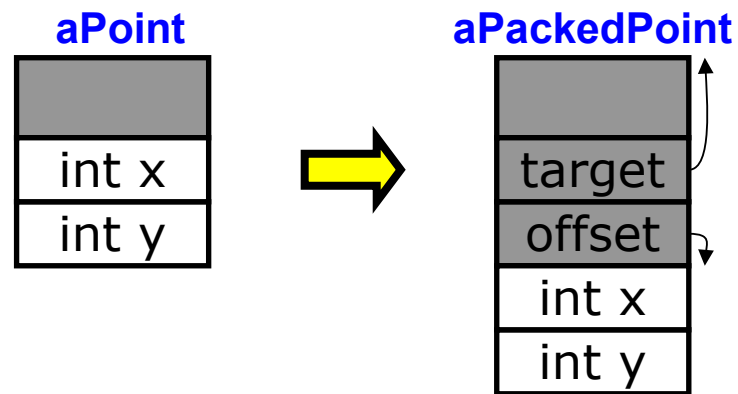 aPoint
int x
int y
aPackedPoint
target
offset
int x
int y